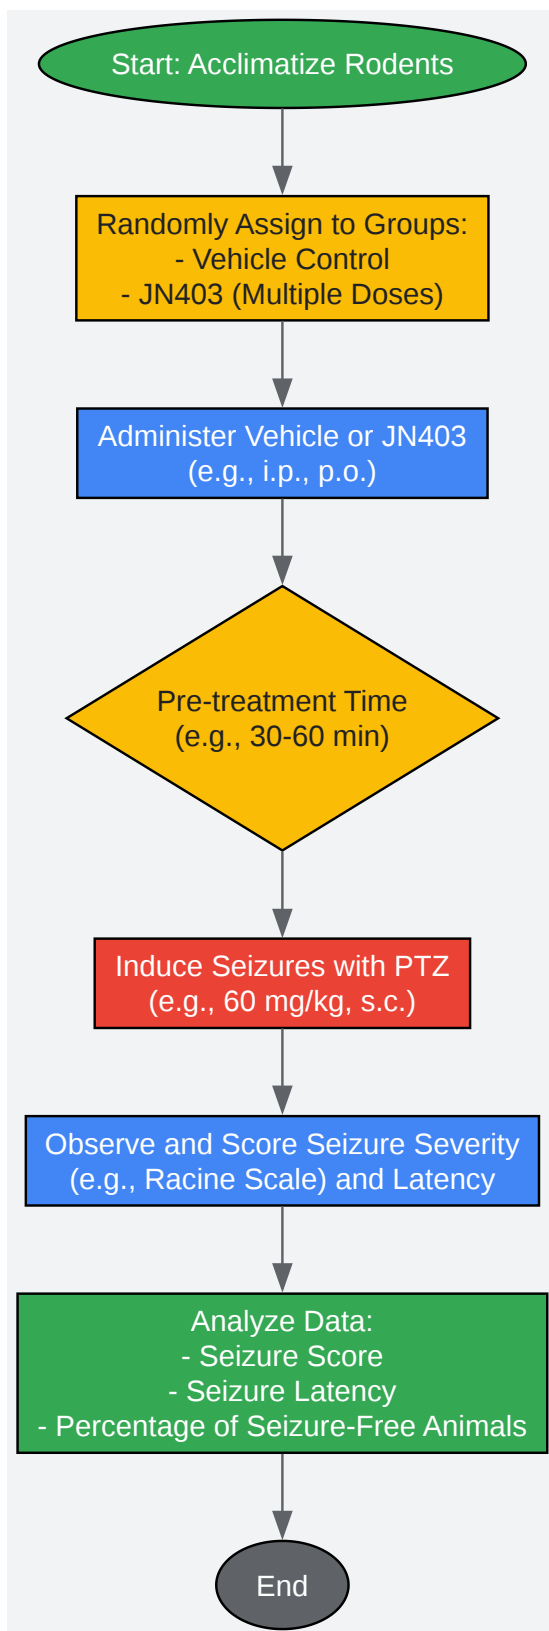 Start: Acclimatize Rodents
Randomly Assign to Groups:
- Vehicle Control
- JN403 (Multiple Doses)
Administer Vehicle or JN403
(e.g., i.p., p.o.)
Pre-treatment Time
(e.g., 30-60 min)
Induce Seizures with PTZ
(e.g., 60 mg/kg, s.c.)
Observe and Score Seizure Severity
(e.g., Racine Scale) and Latency
Analyze Data:
- Seizure Score
- Seizure Latency
- Percentage of Seizure-Free Animals
End